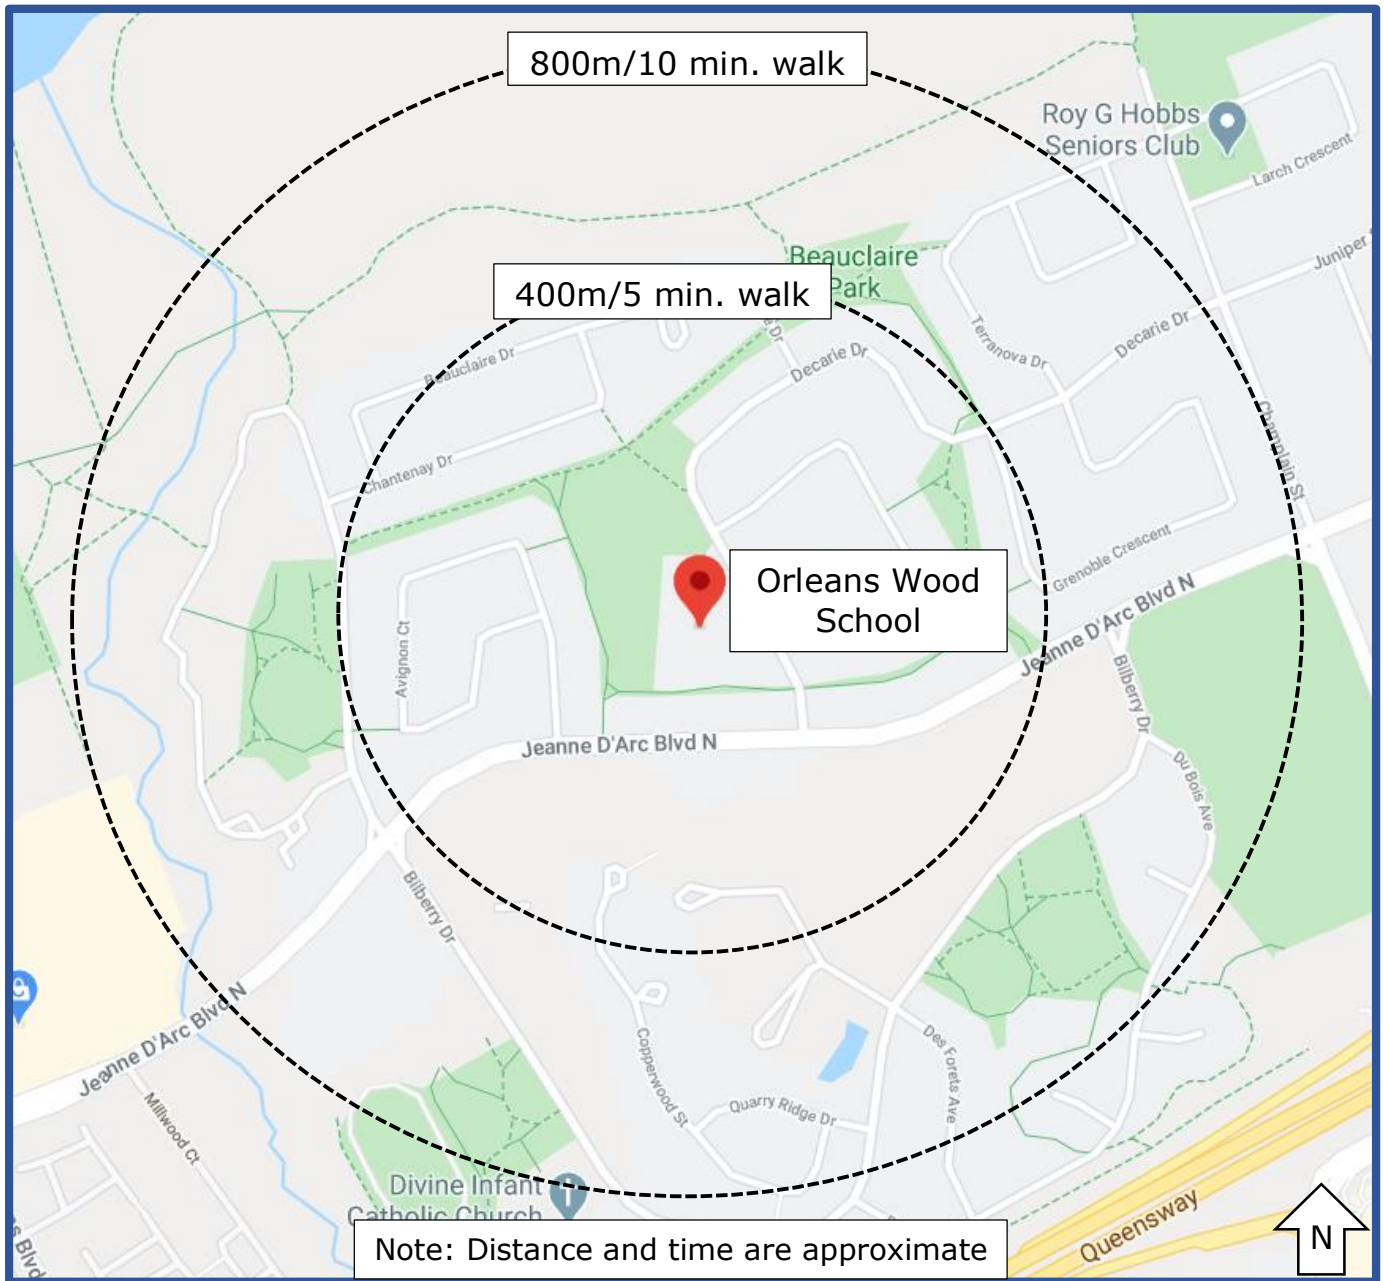 800m/10 min. walk
Roy G Hobbs
Seniors Club
Larch Crescent
Beauclaire
Park
Juniper
400m/5 min. walk
Terranova Dr
Decarie Dr
Dr
Decarie Dr
Beauclaire Dr
Champlain St
Chantenay Dr
Orleans Wood
School
Grenoble Crescent
Jeanne D'Arc Blvd N
Avignon Ct
Bilberry Dr
Jeanne D'Arc Blvd N
Du Bois Ave
Bilberry Dr
Jeanne D'Arc Blvd N
Copperwood St
Des Forets Ave
Millwood Ct
Quarry Ridge Dr
Divine Infant
Catholic Church
Queensway
Blvd
Note: Distance and time are approximate
N